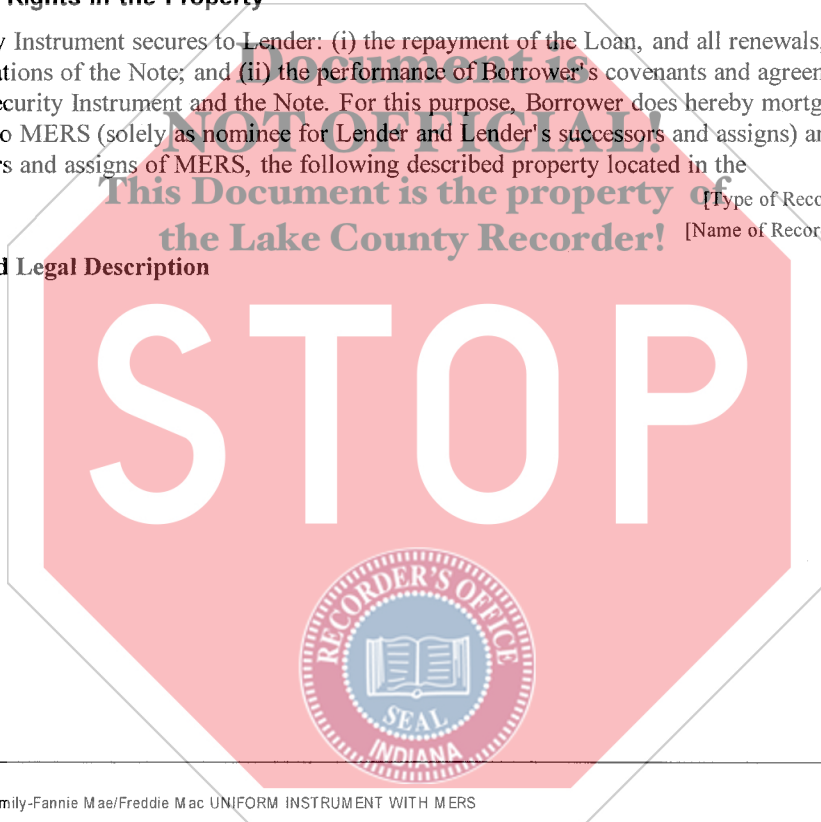 Rights in the Property
Instrument secures to Lender: (i) the repayment of the Loan, and all renewals,
ations of the Note; and (ii) the performance of Borrower's covenants and agreen
ecurity Instrument and the Note. For this purpose, Borrower does hereby mortg
o MERS (solely as nominee for Lender and Lender's successors and assigns) an
rs and assigns of MERS, the following described property located in the
[Type of Reco
[Name of Recor
d Legal Description
Document is
NOT OFFICIAL!
This Document is the property of
the Lake County Recorder!
STOP
RECORDER'S OFFICE
SEAL
INDIANA
mily-Fannie Mae/Freddie Mac UNIFORM INSTRUMENT WITH MERS